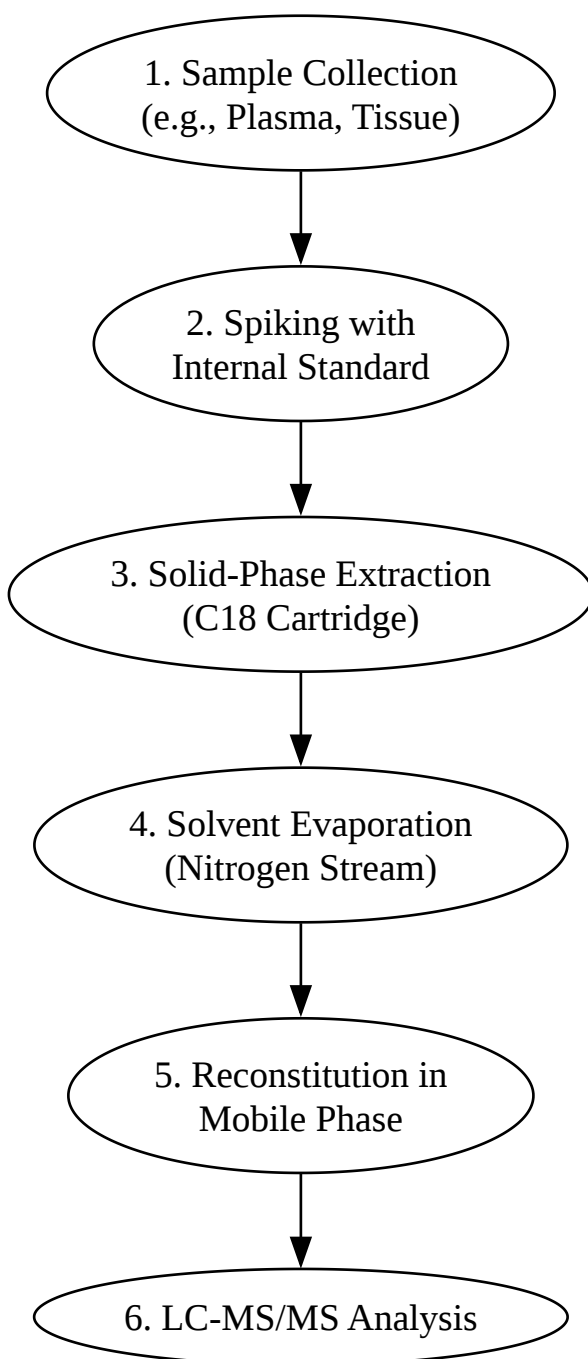 1. Sample Collection
(e.g., Plasma, Tissue)
2. Spiking with
Internal Standard
3. Solid-Phase Extraction
(C18 Cartridge)
4. Solvent Evaporation
(Nitrogen Stream)
5. Reconstitution in
Mobile Phase
6. LC-MS/MS Analysis